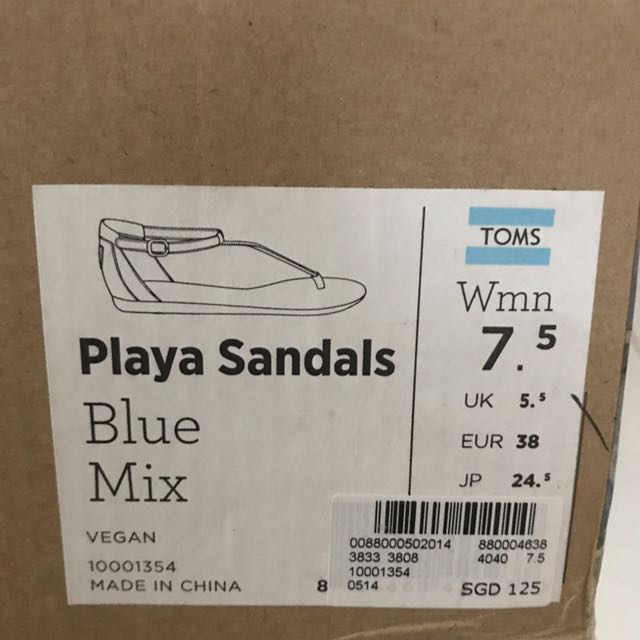 Playa Sandals
Blue
Mix
VEGAN
10001354
MADE IN CHINA
TOMS
Wmn
7.5
UK 5.5
EUR 38
JP 24.5
8
0088000502014 880004638
3833 3808 4040 7.5
10001354
0514 SGD 125